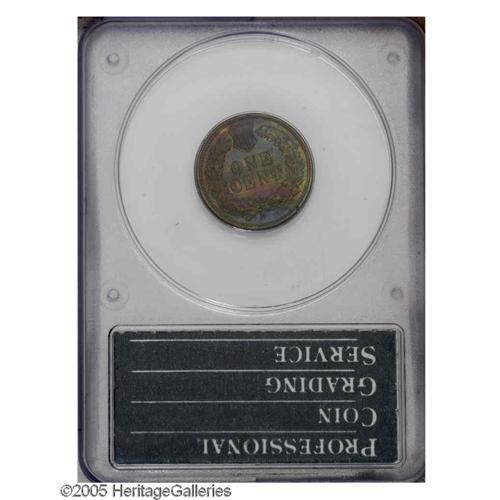 ONE
CENT
PROFESSIONAL
COIN
GRADING
SERVICE
©2005 HeritageGalleries